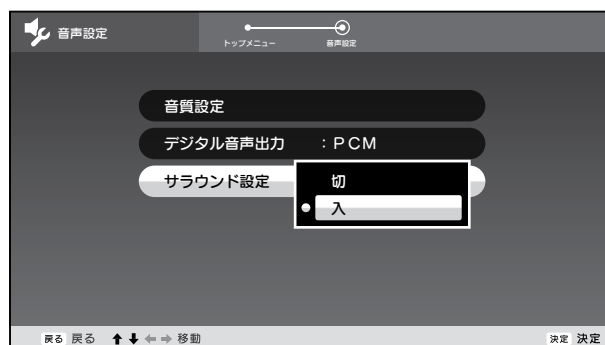 音声設定
トップメニュー 音声設定
音質設定
デジタル音声出力 :PCM
サラウンド設定
切
入
戻る 戻る 移動 決定 決定